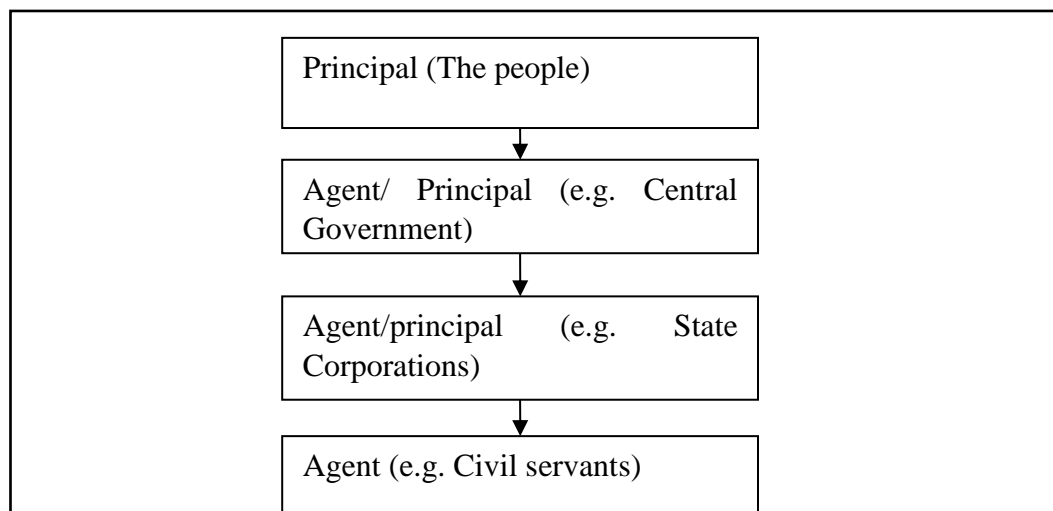 Principal (The people)
Agent/ Principal (e.g. Central
Government)
Agent/principal (e.g. State
Corporations)
Agent (e.g. Civil servants)